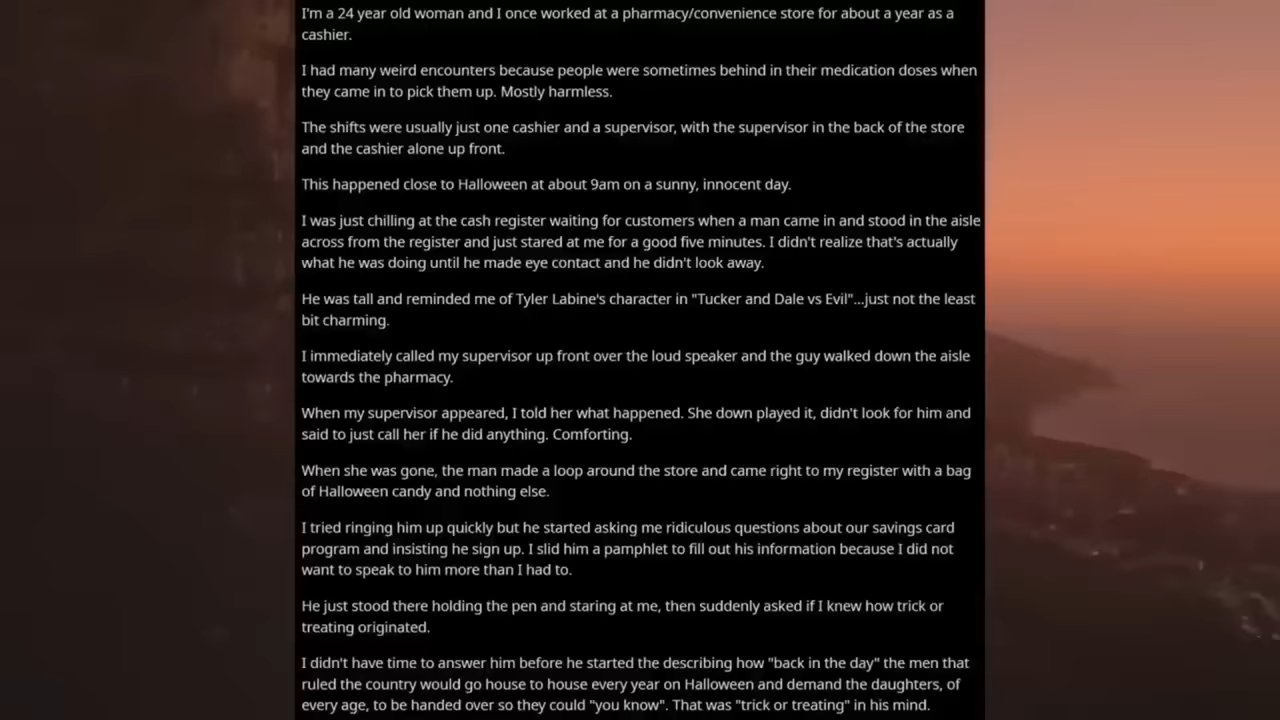 I'm a 24 year old woman and I once worked at a pharmacy/convenience store for about a year as a
cashier.
I had many weird encounters because people were sometimes behind in their medication doses when
they came in to pick them up. Mostly harmless.
The shifts were usually just one cashier and a supervisor, with the supervisor in the back of the store
and the cashier alone up front.
This happened close to Halloween at about 9am on a sunny, innocent day.
I was just chilling at the cash register waiting for customers when a man came in and stood in the aisle
across from the register and just stared at me for a good five minutes. I didn't realize that's actually
what he was doing until he made eye contact and he didn't look away.
He was tall and reminded me of Tyler Labine's character in "Tucker and Dale vs Evil"...just not the least
bit charming.
I immediately called my supervisor up front over the loud speaker and the guy walked down the aisle
towards the pharmacy.
When my supervisor appeared, I told her what happened. She down played it, didn't look for him and
said to just call her if he did anything. Comforting.
When she was gone, the man made a loop around the store and came right to my register with a bag
of Halloween candy and nothing else.
I tried ringing him up quickly but he started asking me ridiculous questions about our savings card
program and insisting he sign up. I slid him a pamphlet to fill out his information because I did not
want to speak to him more than I had to.
He just stood there holding the pen and staring at me, then suddenly asked if I knew how trick or
treating originated.
I didn't have time to answer him before he started the describing how "back in the day" the men that
ruled the country would go house to house every year on Halloween and demand the daughters, of
every age, to be handed over so they could "you know". That was "trick or treating" in his mind.